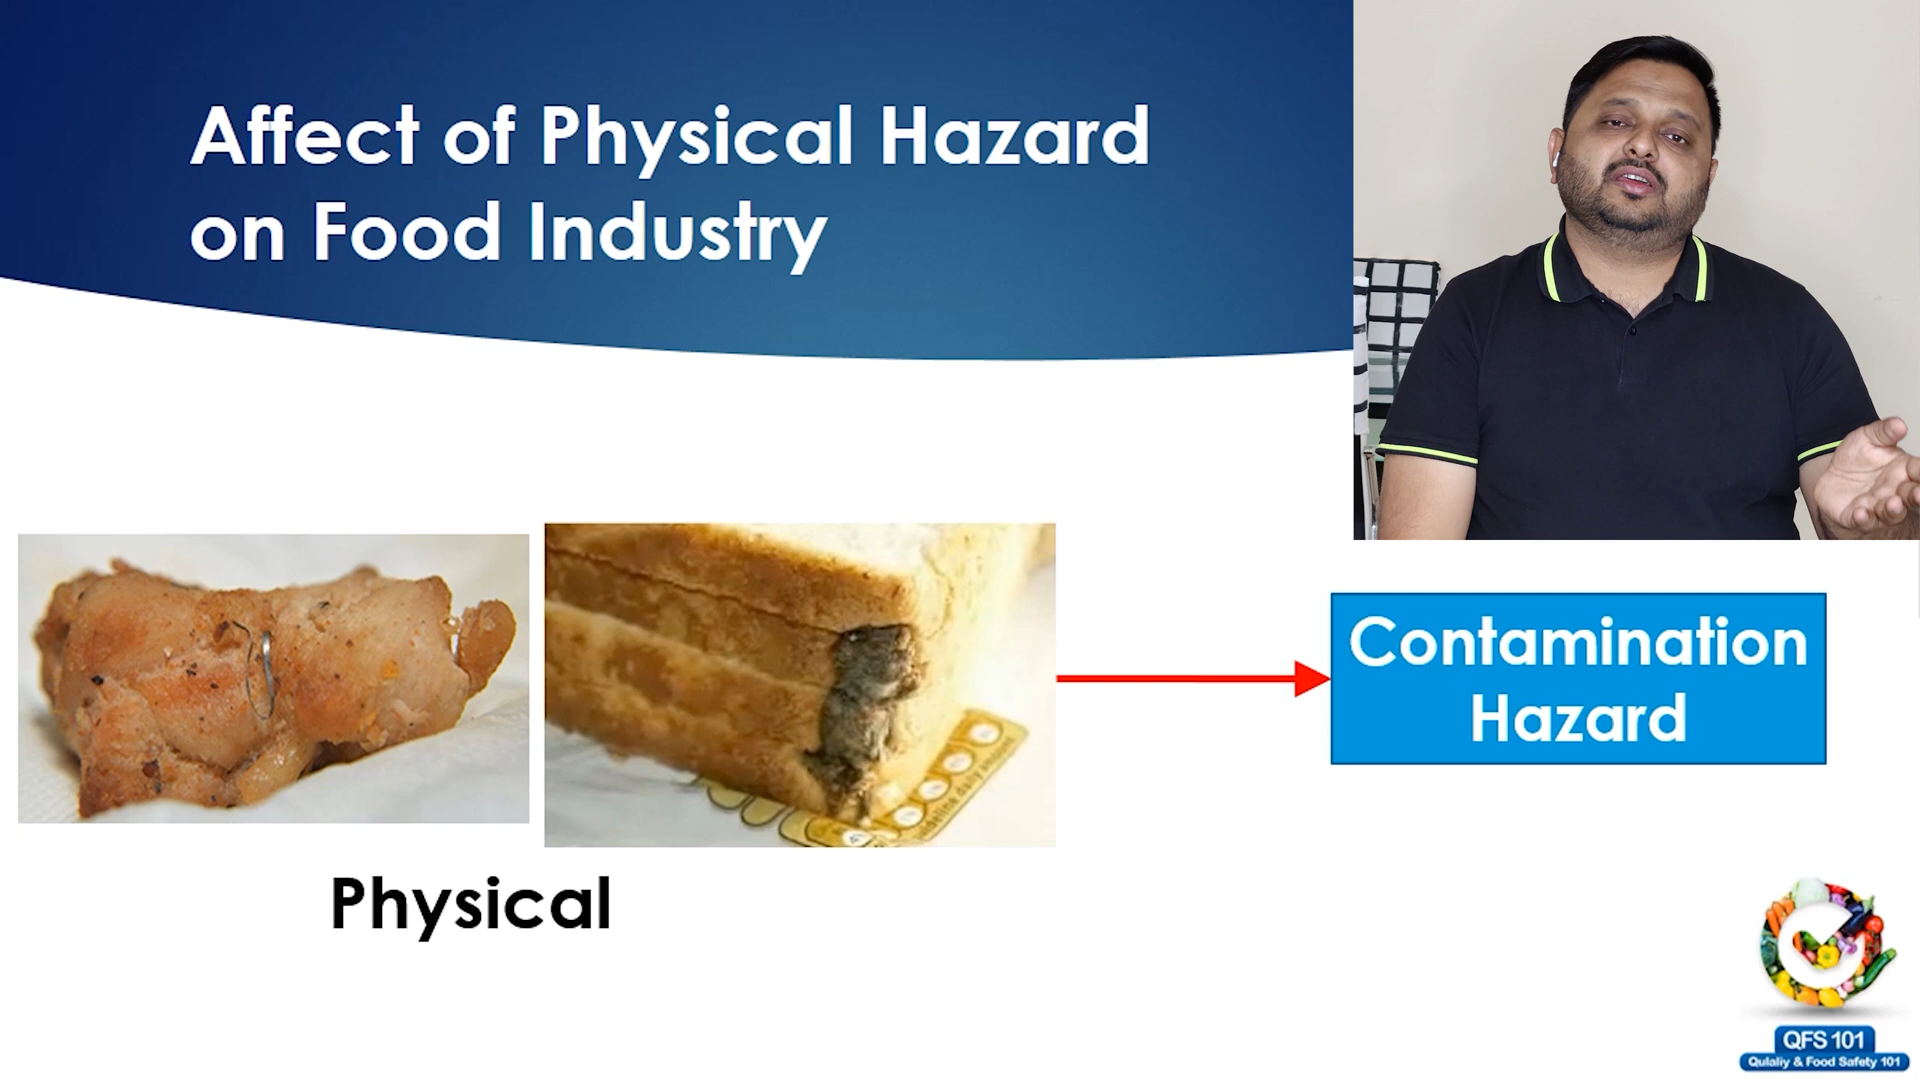 Affect of Physical Hazard
on Food Industry
Contamination
Hazard
Physical
QFS 101
Qulaliy & Food Safety 101